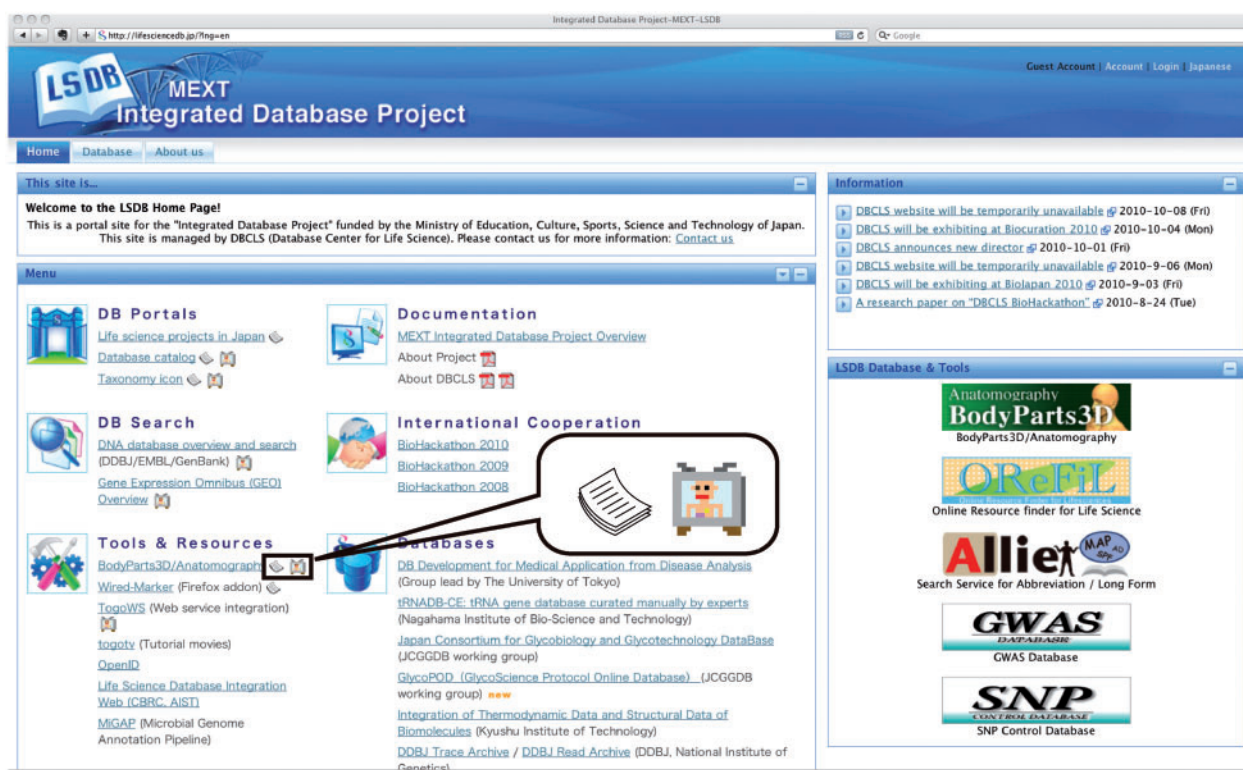 Integrated Database Project-MEXT-LSDB
http://lifesciencedb.jp/?lng=en
Google
LSDB
MEXT
Integrated Database Project
Guest Account | Account | Login | Japanese
Home
Database
About us
This site is...
Welcome to the LSDB Home Page!
This is a portal site for the "Integrated Database Project" funded by the Ministry of Education, Culture, Sports, Science and Technology of Japan.
This site is managed by DBCLS (Database Center for Life Science). Please contact us for more information: Contact us
Menu
DB Portals
Life science projects in Japan
Database catalog
Taxonomy icon
Documentation
MEXT Integrated Database Project Overview
About Project
About DBCLS
DB Search
DNA database overview and search
(DDBJ/EMBL/GenBank)
Gene Expression Omnibus (GEO)
Overview
International Cooperation
BioHackathon 2010
BioHackathon 2009
BioHackathon 2008
Tools & Resources
BodyParts3D/Anatomography
Wired-Marker (Firefox addon)
TogoWS (Web service integration)
togotv (Tutorial movies)
OpenID
Life Science Database Integration
Web (CBRC, AIST)
MiGAP (Microbial Genome
Annotation Pipeline)
Databases
DB Development for Medical Application from Disease Analysis
(Group lead by The University of Tokyo)
tRNADB-CE: tRNA gene database curated manually by experts
(Nagahama Institute of Bio-Science and Technology)
Japan Consortium for Glycobiology and Glycotechnology DataBase
(JCGGDB working group)
GlycoPOD (GlycoScience Protocol Online Database) (JCGGDB
working group) new
Integration of Thermodynamic Data and Structural Data of
Biomolecules (Kyushu Institute of Technology)
DDBJ Trace Archive / DDBJ Read Archive (DDBJ, National Institute of
Genetics)
Information
DBCLS website will be temporarily unavailable 2010-10-08 (Fri)
DBCLS will be exhibiting at Biocuration 2010 2010-10-04 (Mon)
DBCLS announces new director 2010-10-01 (Fri)
DBCLS website will be temporarily unavailable 2010-9-06 (Mon)
DBCLS will be exhibiting at BioJapan 2010 2010-9-03 (Fri)
A research paper on "DBCLS BioHackathon" 2010-8-24 (Tue)
LSDB Database & Tools
Anatomography
BodyParts3D
BodyParts3D/Anatomography
OReFiL
Online Resource Finder for Lifesciences
Online Resource finder for Life Science
Allie
MAP
Search Service for Abbreviation / Long Form
GWAS
DATABASE
GWAS Database
SNP
CONTROL DATABASE
SNP Control Database